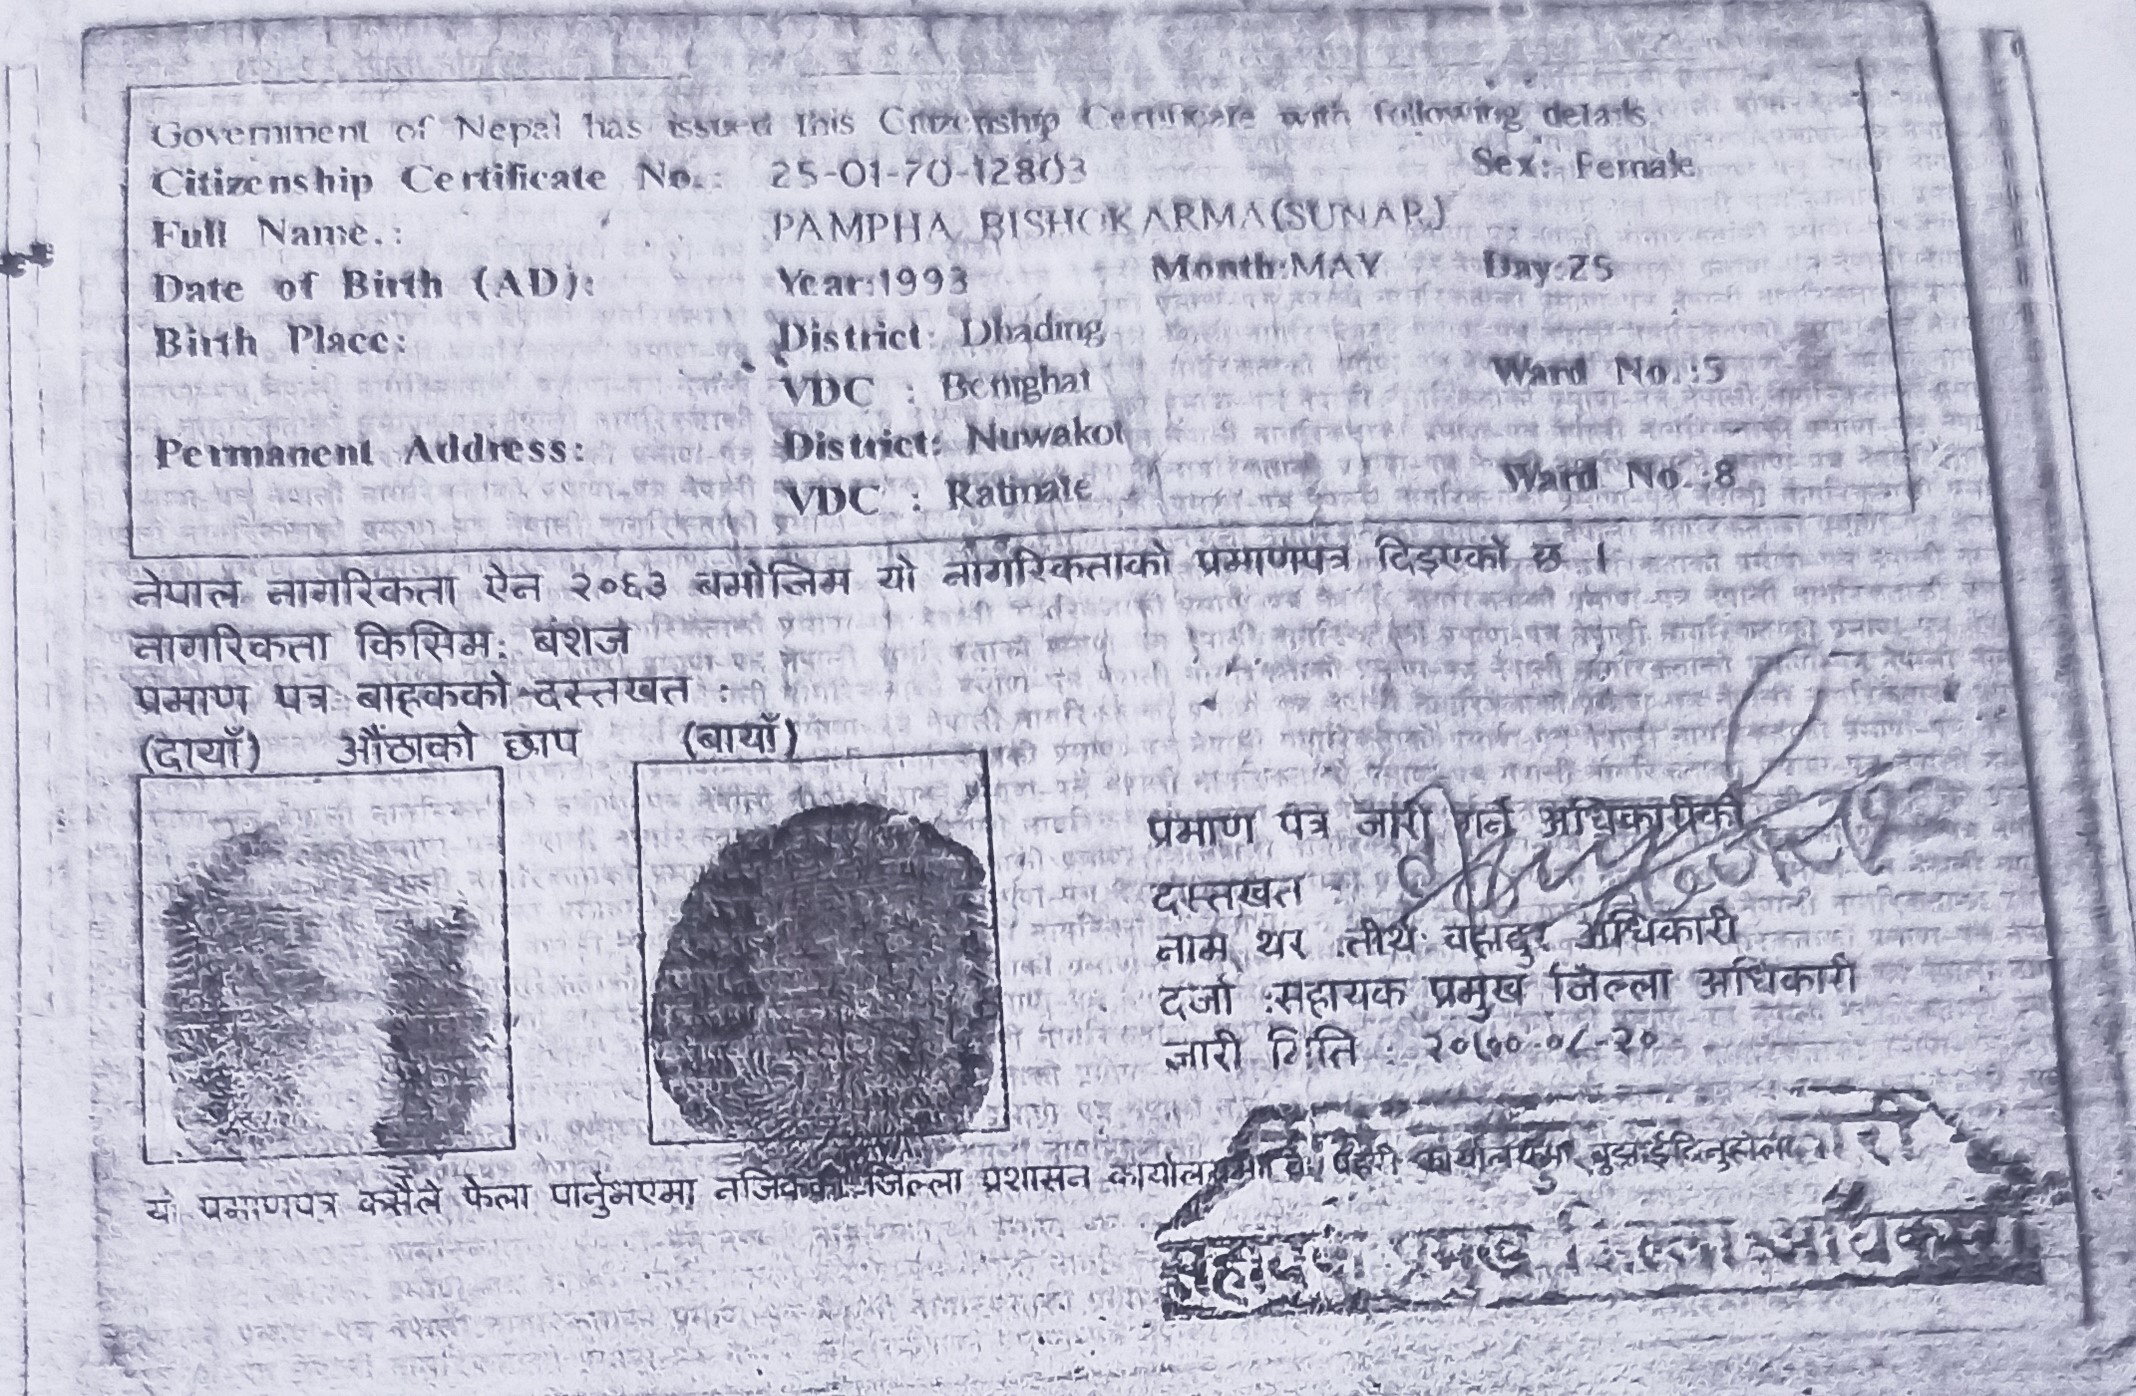 Government of Nepal has issued this Citizenship Certificate with following details
Citizenship Certificate No.: 25-01-70-12803 Sex: Female
Full Name.: PAMPHA BISHOKARMA(SUNAR)
Date of Birth (AD): Year:1993 Month:MAY Day:25
Birth Place: District: Dhading
VDC : Benighat Ward No.:5
Permanent Address: District: Nuwakot
VDC : Ratmate Ward No.:8
नेपाल नागरिकता ऐन २०६३ बमोजिम यो नागरिकताको प्रमाणपत्र दिइएको छ ।
नागरिकता किसिम: बंशज
प्रमाण पत्र बाहकको दस्तखत :
(दायाँ) औंठाको छाप (बायाँ)
प्रमाण पत्र जारी गर्ने अधिकारीको
दस्तखत :
नाम थर :तीर्थ बहादुर अधिकारी
दर्जा :सहायक प्रमुख जिल्ला अधिकारी
जारी मिति : २०७०-०८-२०
यो प्रमाणपत्र कसैले फेला पार्नुभएमा नजिकको जिल्ला प्रशासन कार्यालयमा वा प्रहरी कार्यालयमा बुझाईदिनुहोला
सहायक प्रमुख जिल्ला अधिकारी